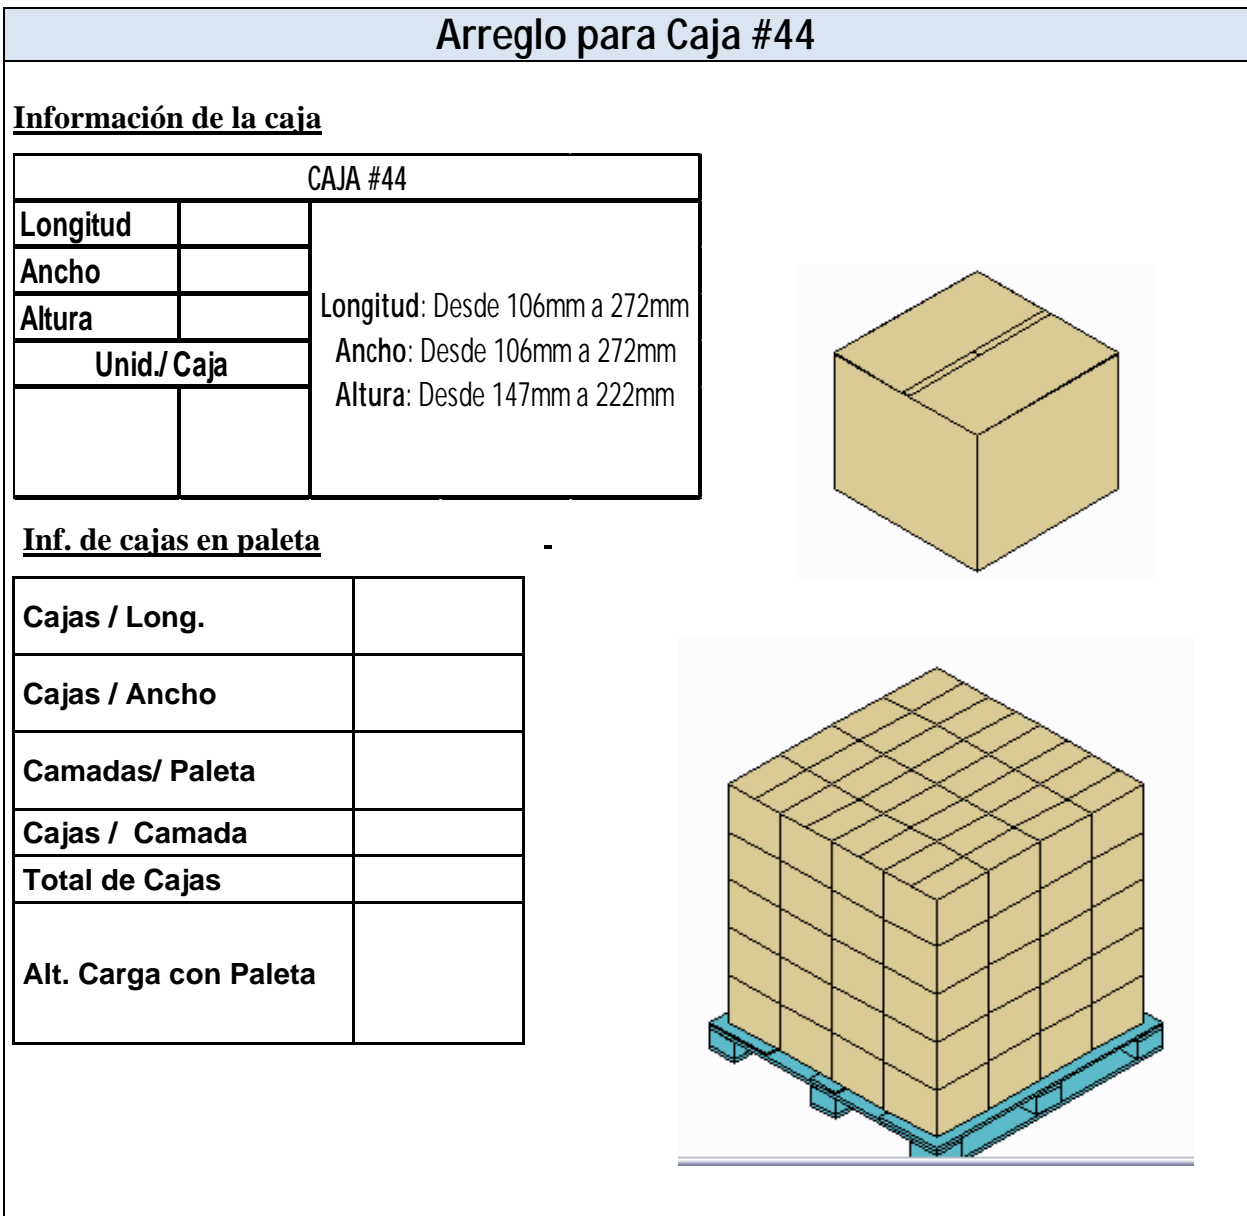 Arreglo para Caja #44
Información de la caja
CAJA #44
Longitud
Ancho
Altura
Unid./ Caja
Longitud: Desde 106mm a 272mm
Ancho: Desde 106mm a 272mm
Altura: Desde 147mm a 222mm
Inf. de cajas en paleta
Cajas / Long.
Cajas / Ancho
Camadas/ Paleta
Cajas / Camada
Total de Cajas
Alt. Carga con Paleta